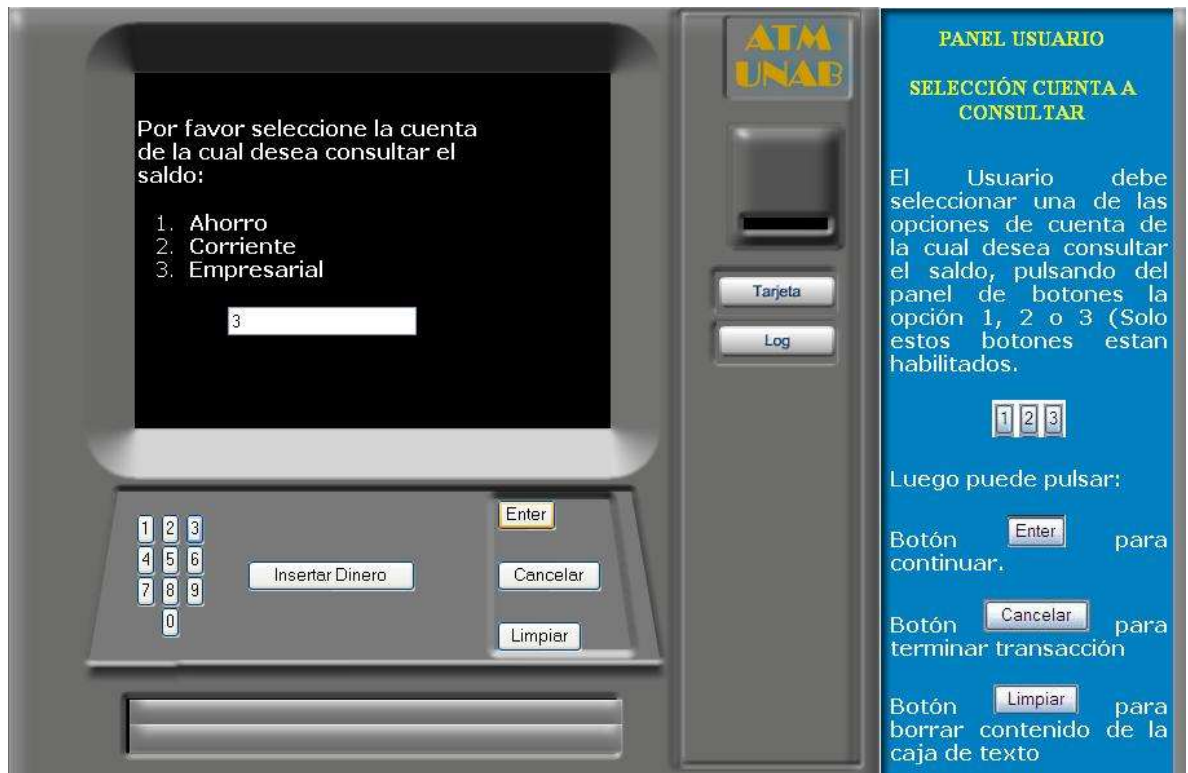 Por favor seleccione la cuenta
de la cual desea consultar el
saldo:
1. Ahorro
2. Corriente
3. Empresarial
3
1 2 3
4 5 6
7 8 9
0
Insertar Dinero
Enter
Cancelar
Limpiar
ATM
UNAB
Tarjeta
Log
PANEL USUARIO
SELECCIÓN CUENTA A
CONSULTAR
El Usuario debe
seleccionar una de las
opciones de cuenta de
la cual desea consultar
el saldo, pulsando del
panel de botones la
opción 1, 2 o 3 (Solo
estos botones estan
habilitados.
1 2 3
Luego puede pulsar:
Botón Enter para
continuar.
Botón Cancelar para
terminar transacción
Botón Limpiar para
borrar contenido de la
caja de texto